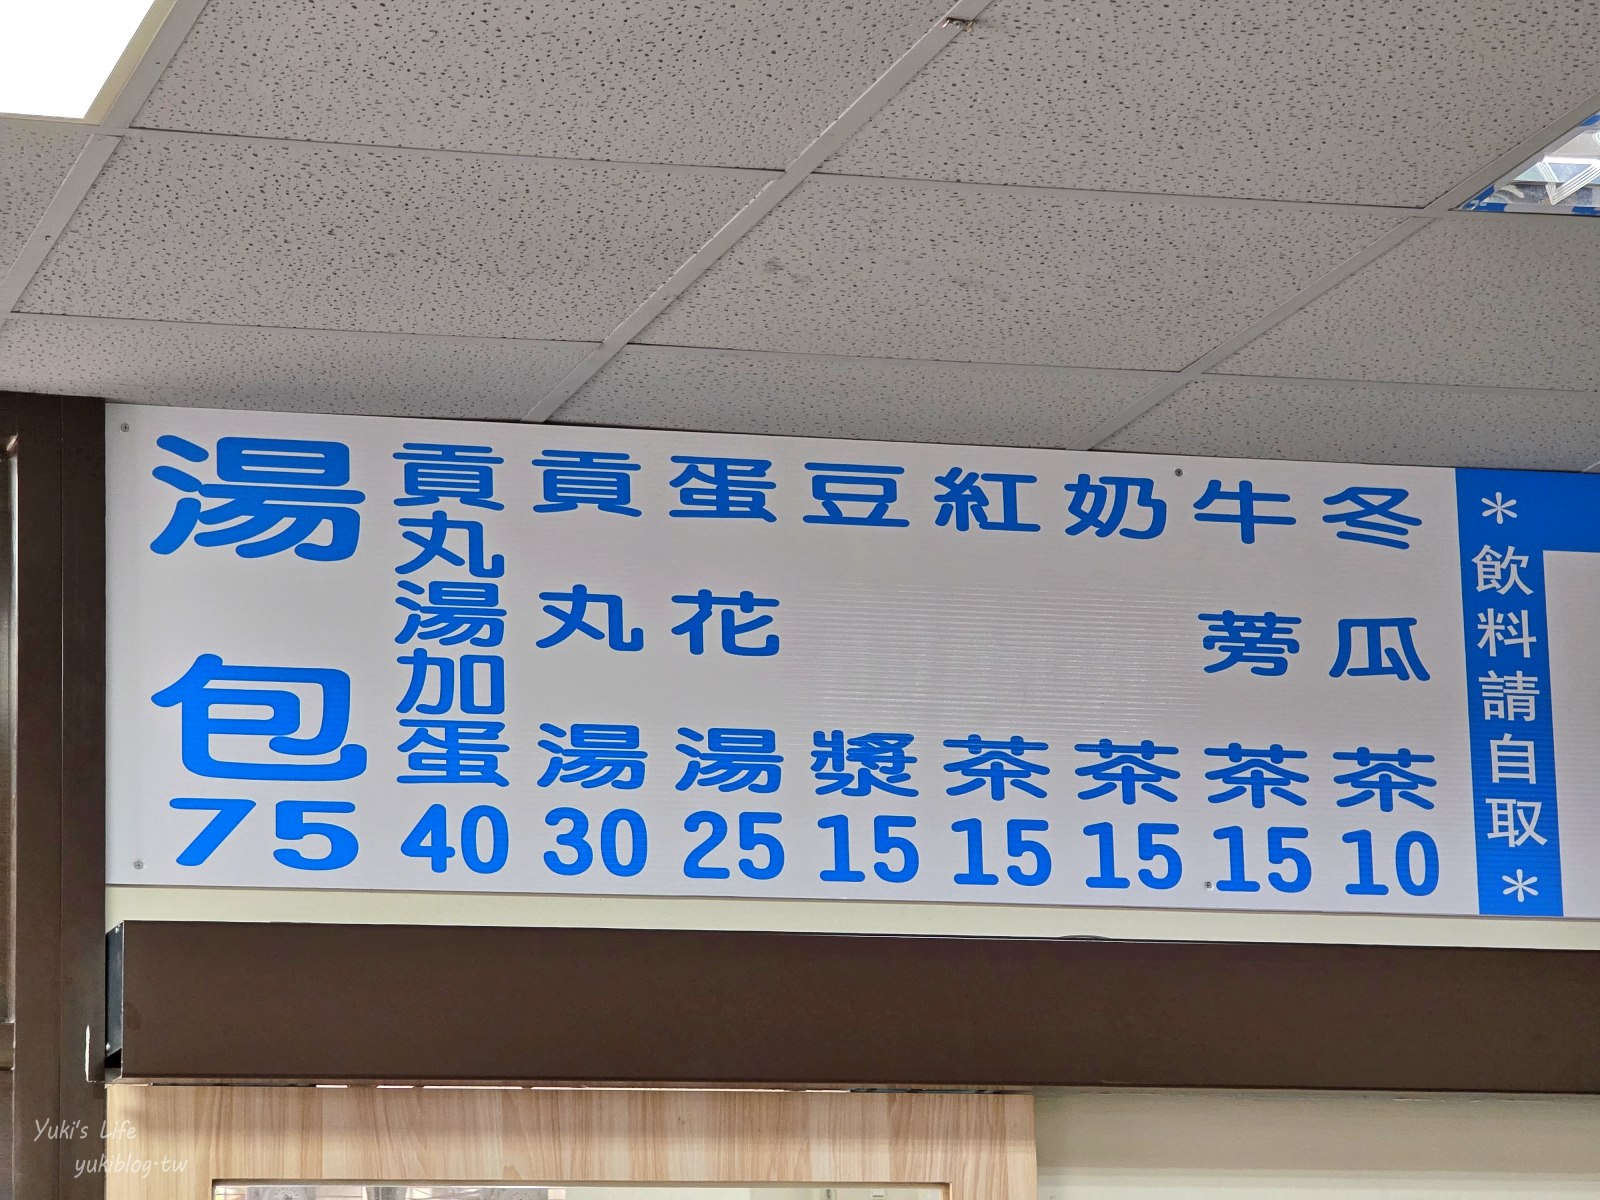 湯包 75
貢丸湯加蛋 40
貢丸湯 30
蛋花湯 25
豆漿 15
紅茶 15
奶茶 15
牛蒡茶 15
冬瓜茶 10
*飲料請自取*
Yuki's Life
yukiblog.tw